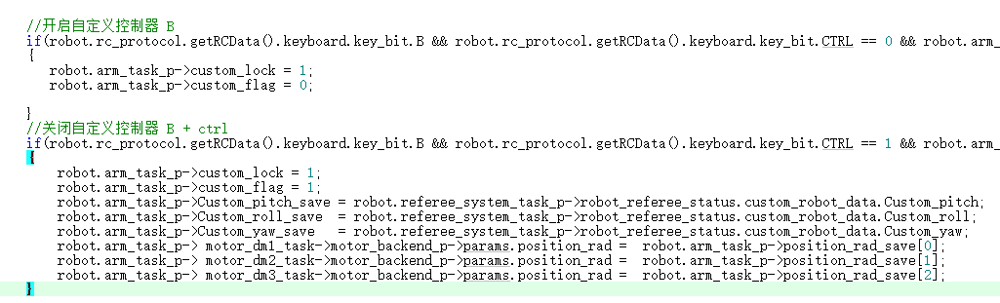 //开启自定义控制器 B
if(robot.rc_protocol.getRCData().keyboard.key_bit.B && robot.rc_protocol.getRCData().keyboard.key_bit.CTRL == 0 && robot.arm_
{
robot.arm_task_p->custom_lock = 1;
robot.arm_task_p->custom_flag = 0;
}
//关闭自定义控制器 B + ctrl
if(robot.rc_protocol.getRCData().keyboard.key_bit.B && robot.rc_protocol.getRCData().keyboard.key_bit.CTRL == 1 && robot.arm_
{
robot.arm_task_p->custom_lock = 1;
robot.arm_task_p->custom_flag = 1;
robot.arm_task_p->Custom_pitch_save = robot.referee_system_task_p->robot_referee_status.custom_robot_data.Custom_pitch;
robot.arm_task_p->Custom_roll_save  = robot.referee_system_task_p->robot_referee_status.custom_robot_data.Custom_roll;
robot.arm_task_p->Custom_yaw_save   = robot.referee_system_task_p->robot_referee_status.custom_robot_data.Custom_yaw;
robot.arm_task_p-> motor_dm1_task->motor_backend_p->params.position_rad =  robot.arm_task_p->position_rad_save[0];
robot.arm_task_p-> motor_dm2_task->motor_backend_p->params.position_rad =  robot.arm_task_p->position_rad_save[1];
robot.arm_task_p-> motor_dm3_task->motor_backend_p->params.position_rad =  robot.arm_task_p->position_rad_save[2];
}